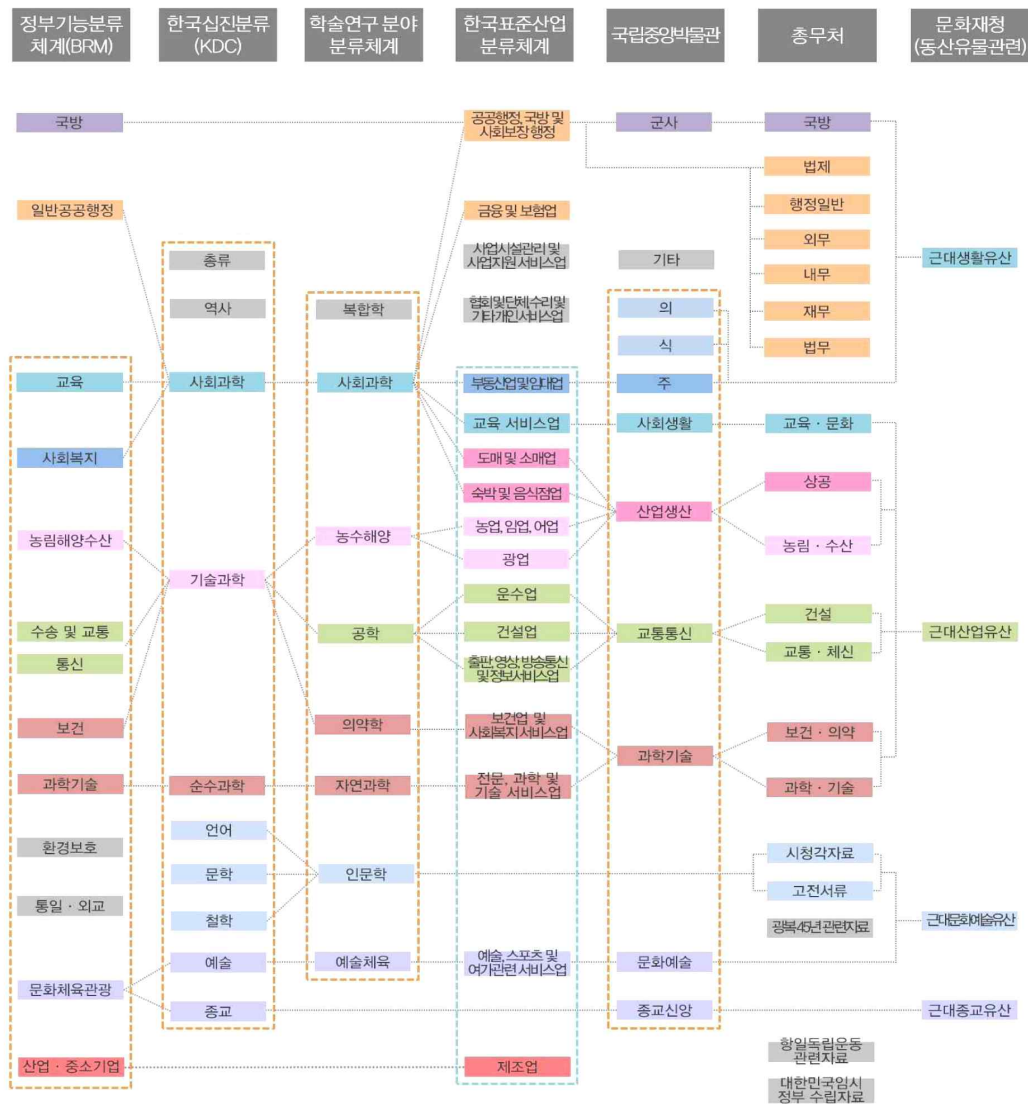 정부기능분류
체계(BRM)
한국십진분류
(KDC)
학술연구 분야
분류체계
한국표준산업
분류체계
국립중앙박물관
총무처
문화재청
(동산유물관련)
국방
공공행정, 국방 및
사회보장 행정
군사
국방
법제
일반공공행정
금융 및 보험업
행정일반
외무
총류
사업시설관리 및
사업지원 서비스업
기타
근대생활유산
내무
역사
복합학
협회 및 단체, 수리 및
기타 개인 서비스업
의
재무
식
법무
교육
사회과학
사회과학
부동산업 및 임대업
주
교육 서비스업
사회생활
교육 · 문화
사회복지
도매 및 소매업
상공
숙박 및 음식점업
산업생산
농림해양수산
농수해양
농업, 임업, 어업
농림 · 수산
광업
기술과학
운수업
건설
수송 및 교통
공학
건설업
교통통신
근대산업유산
통신
출판, 영상, 방송통신
및 정보서비스업
교통 · 체신
보건
의약학
보건업 및
사회복지 서비스업
보건 · 의약
과학기술
과학기술
순수과학
자연과학
전문, 과학 및
기술 서비스업
과학 · 기술
언어
환경보호
시청각자료
문학
인문학
고전서류
통일 · 외교
철학
광복45년 관련자료
근대문화예술유산
예술
예술체육
예술, 스포츠 및
여가관련 서비스업
문화예술
문화체육관광
종교
종교신앙
근대종교유산
산업 · 중소기업
제조업
항일독립운동
관련자료
대한민국임시
정부 수립자료